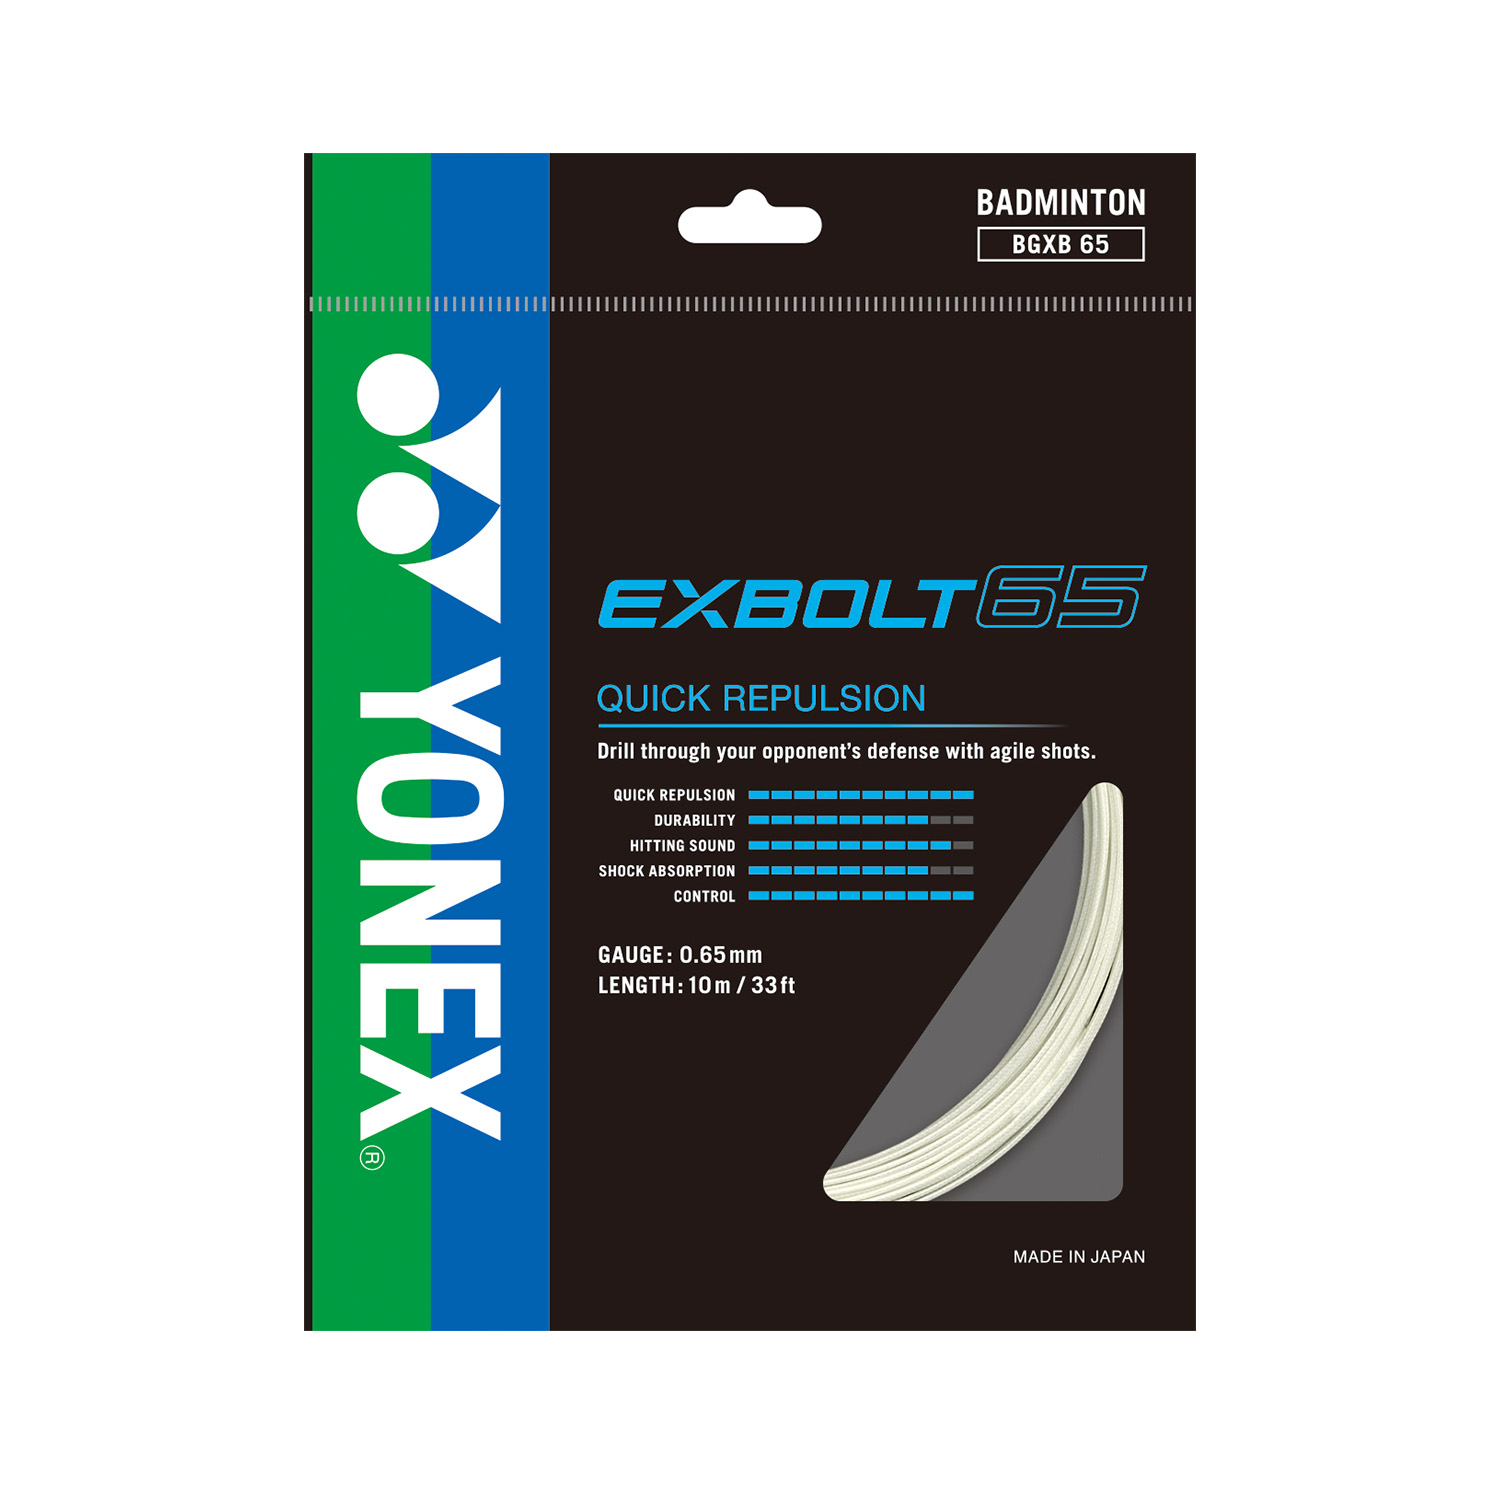 BADMINTON
BGXB 65
YONEX®
EXBOLT65
QUICK REPULSION
Drill through your opponent's defense with agile shots.
QUICK REPULSION
DURABILITY
HITTING SOUND
SHOCK ABSORPTION
CONTROL
GAUGE: 0.65mm
LENGTH: 10m / 33ft
MADE IN JAPAN